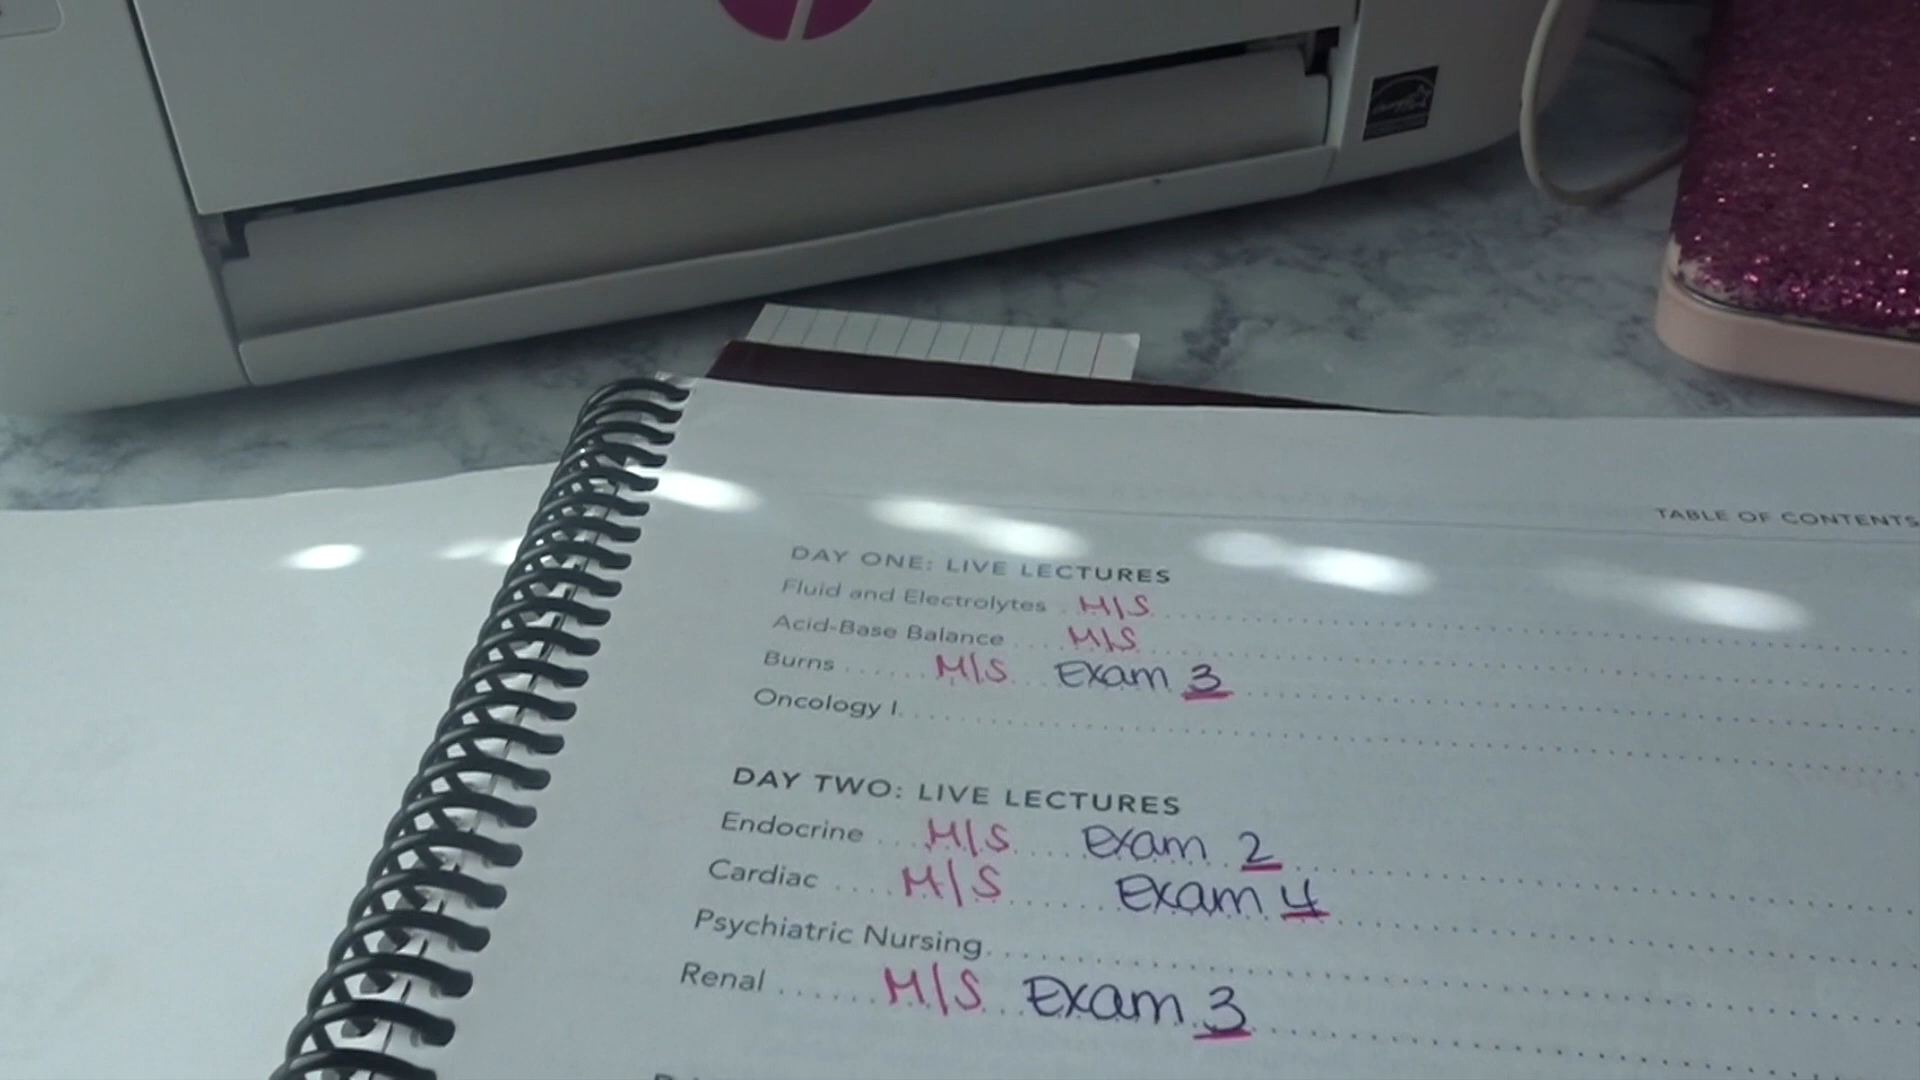 TABLE OF CONTENTS
DAY ONE: LIVE LECTURES
Fluid and Electrolytes . M/S ....................
Acid-Base Balance .... M/S ....................
Burns ...... M/S ... Exam 3 ....................
Oncology I ....................
DAY TWO: LIVE LECTURES
Endocrine ... M/S ..... Exam 2 ....................
Cardiac .... M/S ...... Exam 4 ....................
Psychiatric Nursing ....................
Renal ...... M/S ... Exam 3 ....................